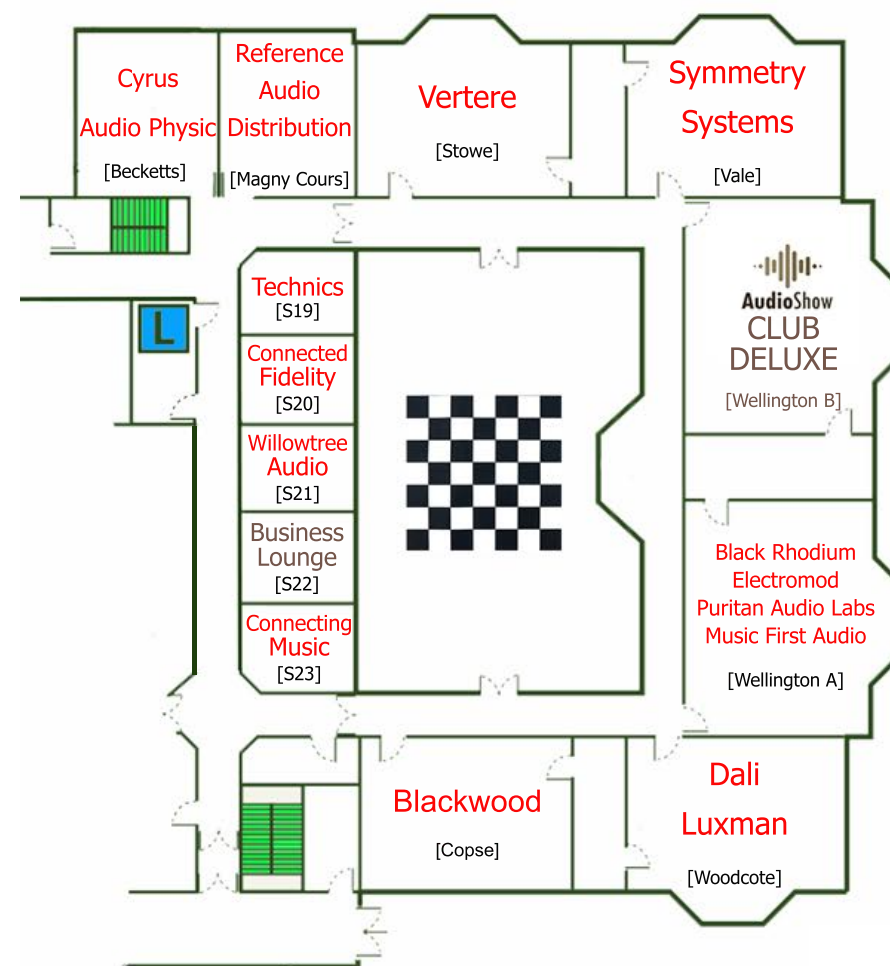 Cyrus
Audio Physic
[Becketts]
Reference
Audio
Distribution
[Magny Cours]
Vertere
[Stowe]
Symmetry
Systems
[Vale]
Technics
[S19]
AudioShow
CLUB
DELUXE
[Wellington B]
L
Connected
Fidelity
[S20]
Willowtree
Audio
[S21]
Business
Lounge
[S22]
Connecting
Music
[S23]
Black Rhodium
Electromod
Puritan Audio Labs
Music First Audio
[Wellington A]
Blackwood
[Copse]
Dali
Luxman
[Woodcote]